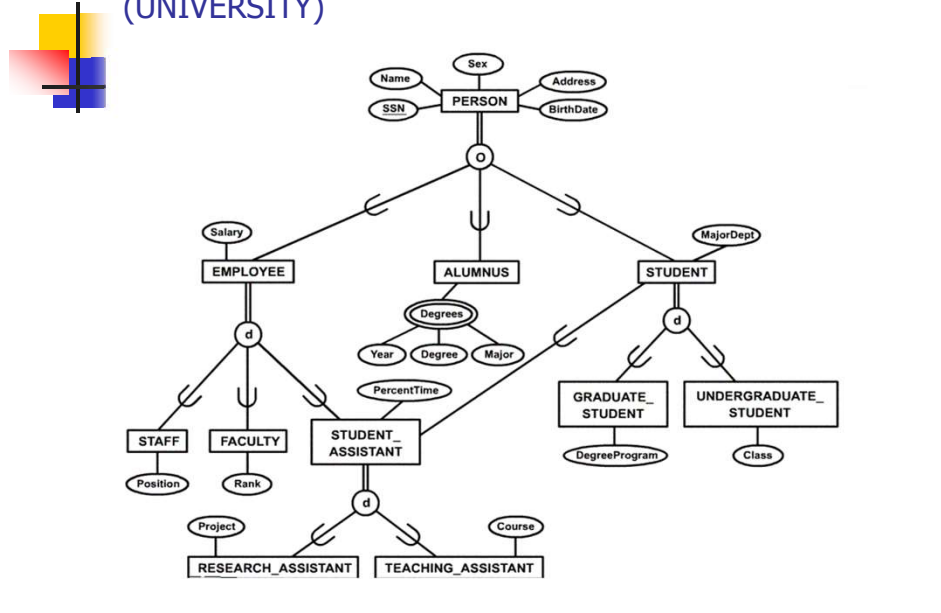 (UNIVERSITY)
Sex
Name
Address
PERSON
SSN
BirthDate
O
Salary
MajorDept
EMPLOYEE
ALUMNUS
STUDENT
Degrees
d
d
Year
Degree
Major
PercentTime
GRADUATE_
STUDENT
UNDERGRADUATE_
STUDENT
STAFF
FACULTY
STUDENT_
ASSISTANT
DegreeProgram
Class
Position
Rank
d
Project
Course
RESEARCH_ASSISTANT
TEACHING_ASSISTANT